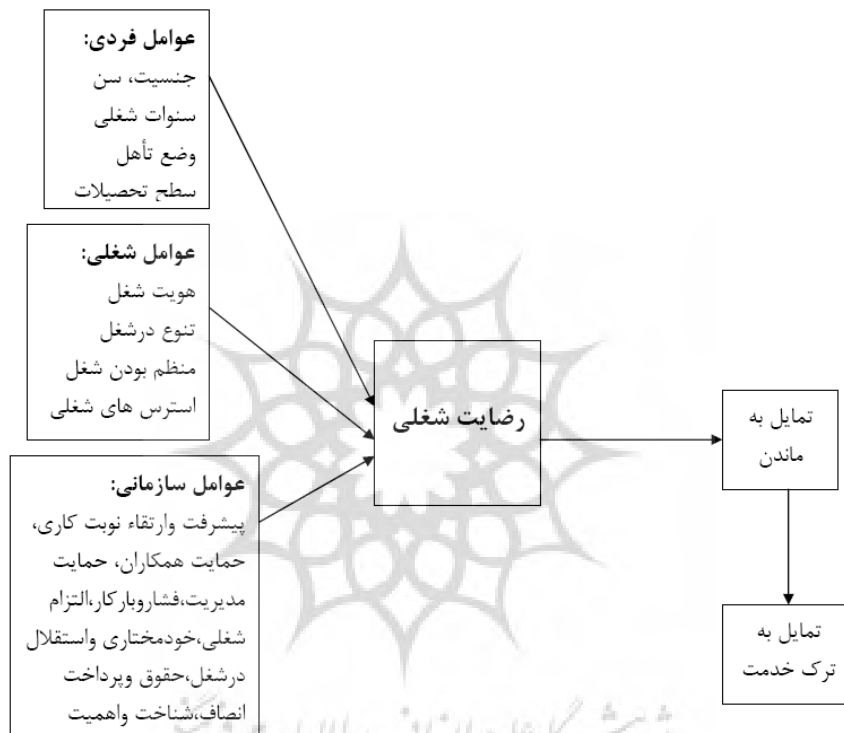 عوامل فردی:
جنسیت، سن
سنوات شغلی
وضع تأهل
سطح تحصیلات
عوامل شغلی:
هویت شغل
تنوع درشغل
منظم بودن شغل
استرس های شغلی
عوامل سازمانی:
پیشرفت وارتقاء نوبت کاری،
حمایت همکاران، حمایت
مدیریت،فشاروبارکار،التزام
شغلی،خودمختاری واستقلال
درشغل،حقوق وپرداخت
انصاف،شناخت واهمیت
رضایت شغلی
تمایل به
ماندن
تمایل به
ترک خدمت